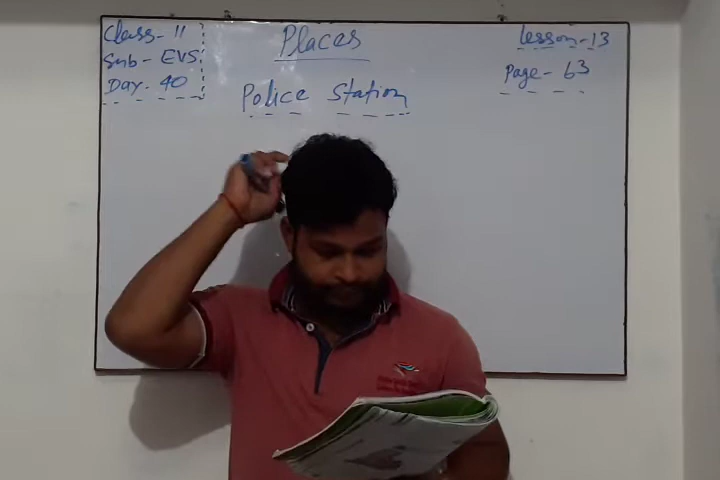 Class- II
Sub- EVS
Day- 40
Places
Police Station
Lesson-13
Page- 63